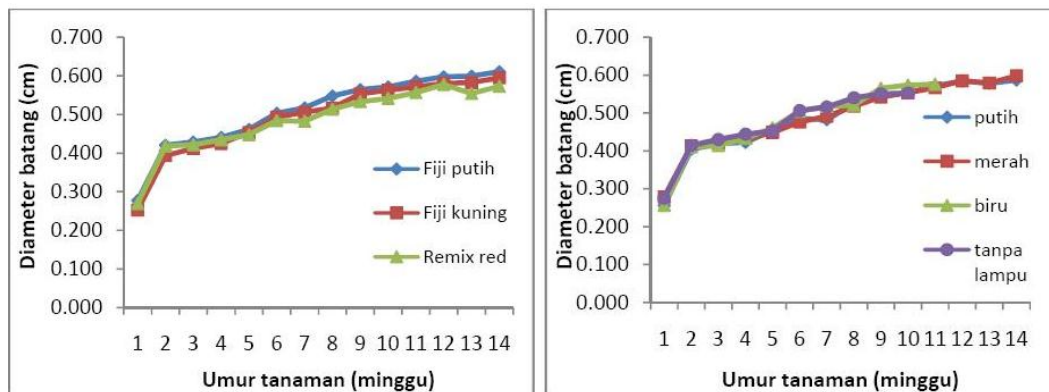 Diameter batang (cm)
0.700
0.600
0.500
0.400
0.300
0.200
0.100
0.000
Fiji putih
Fiji kuning
Remix red
1 2 3 4 5 6 7 8 9 10 11 12 13 14
Umur tanaman (minggu)
Diameter batang (cm)
0.700
0.600
0.500
0.400
0.300
0.200
0.100
0.000
putih
merah
biru
tanpa
lampu
1 2 3 4 5 6 7 8 9 10 11 12 13 14
Umur tanaman (minggu)